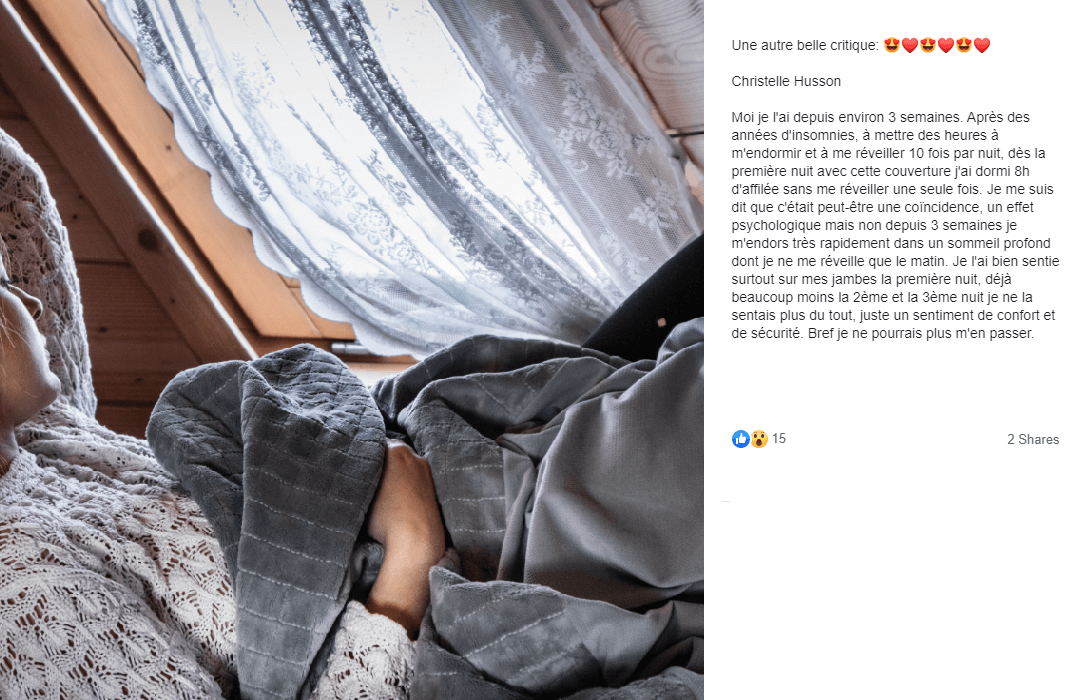 Une autre belle critique: 😍❤️😍❤️😍❤️
Christelle Husson
Moi je l'ai depuis environ 3 semaines. Après des
années d'insomnies, à mettre des heures à
m'endormir et à me réveiller 10 fois par nuit, dès la
première nuit avec cette couverture j'ai dormi 8h
d'affilée sans me réveiller une seule fois. Je me suis
dit que c'était peut-être une coïncidence, un effet
psychologique mais non depuis 3 semaines je
m'endors très rapidement dans un sommeil profond
dont je ne me réveille que le matin. Je l'ai bien sentie
surtout sur mes jambes la première nuit, déjà
beaucoup moins la 2ème et la 3ème nuit je ne la
sentais plus du tout, juste un sentiment de confort et
de sécurité. Bref je ne pourrais plus m'en passer.
👍😮 15
2 Shares